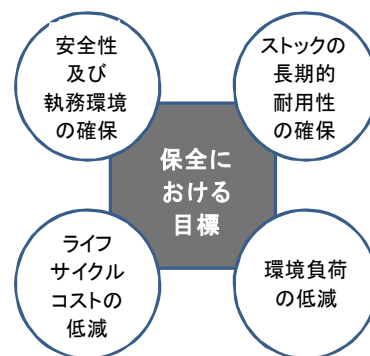 安全性
及び
執務環境
の確保
ストックの
長期的
耐用性
の確保
保全に
おける
目標
ライフ
サイクル
コストの
低減
環境負荷
の低減